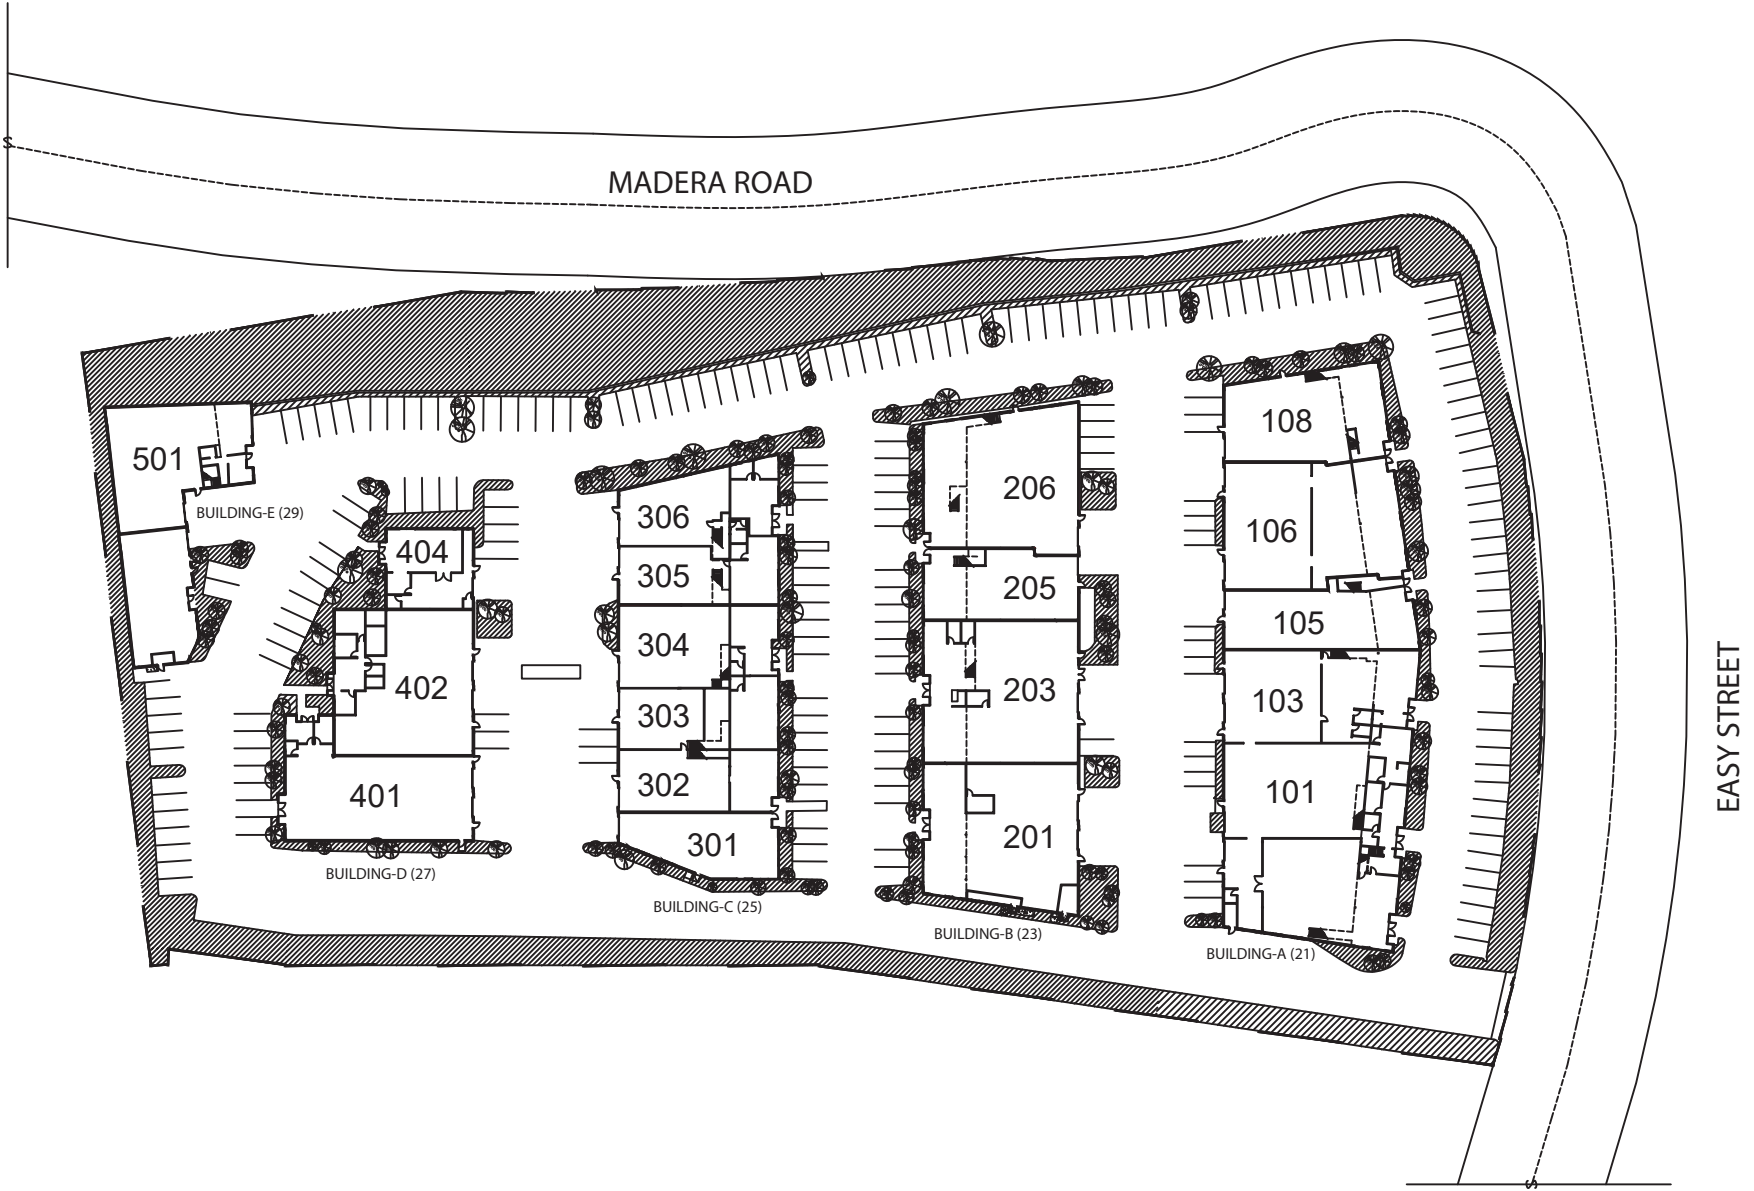 MADERA ROAD
EASY STREET
501
BUILDING-E (29)
404
402
401
BUILDING-D (27)
306
305
304
303
302
301
BUILDING-C (25)
206
205
203
201
BUILDING-B (23)
108
106
105
103
101
BUILDING-A (21)
S
S